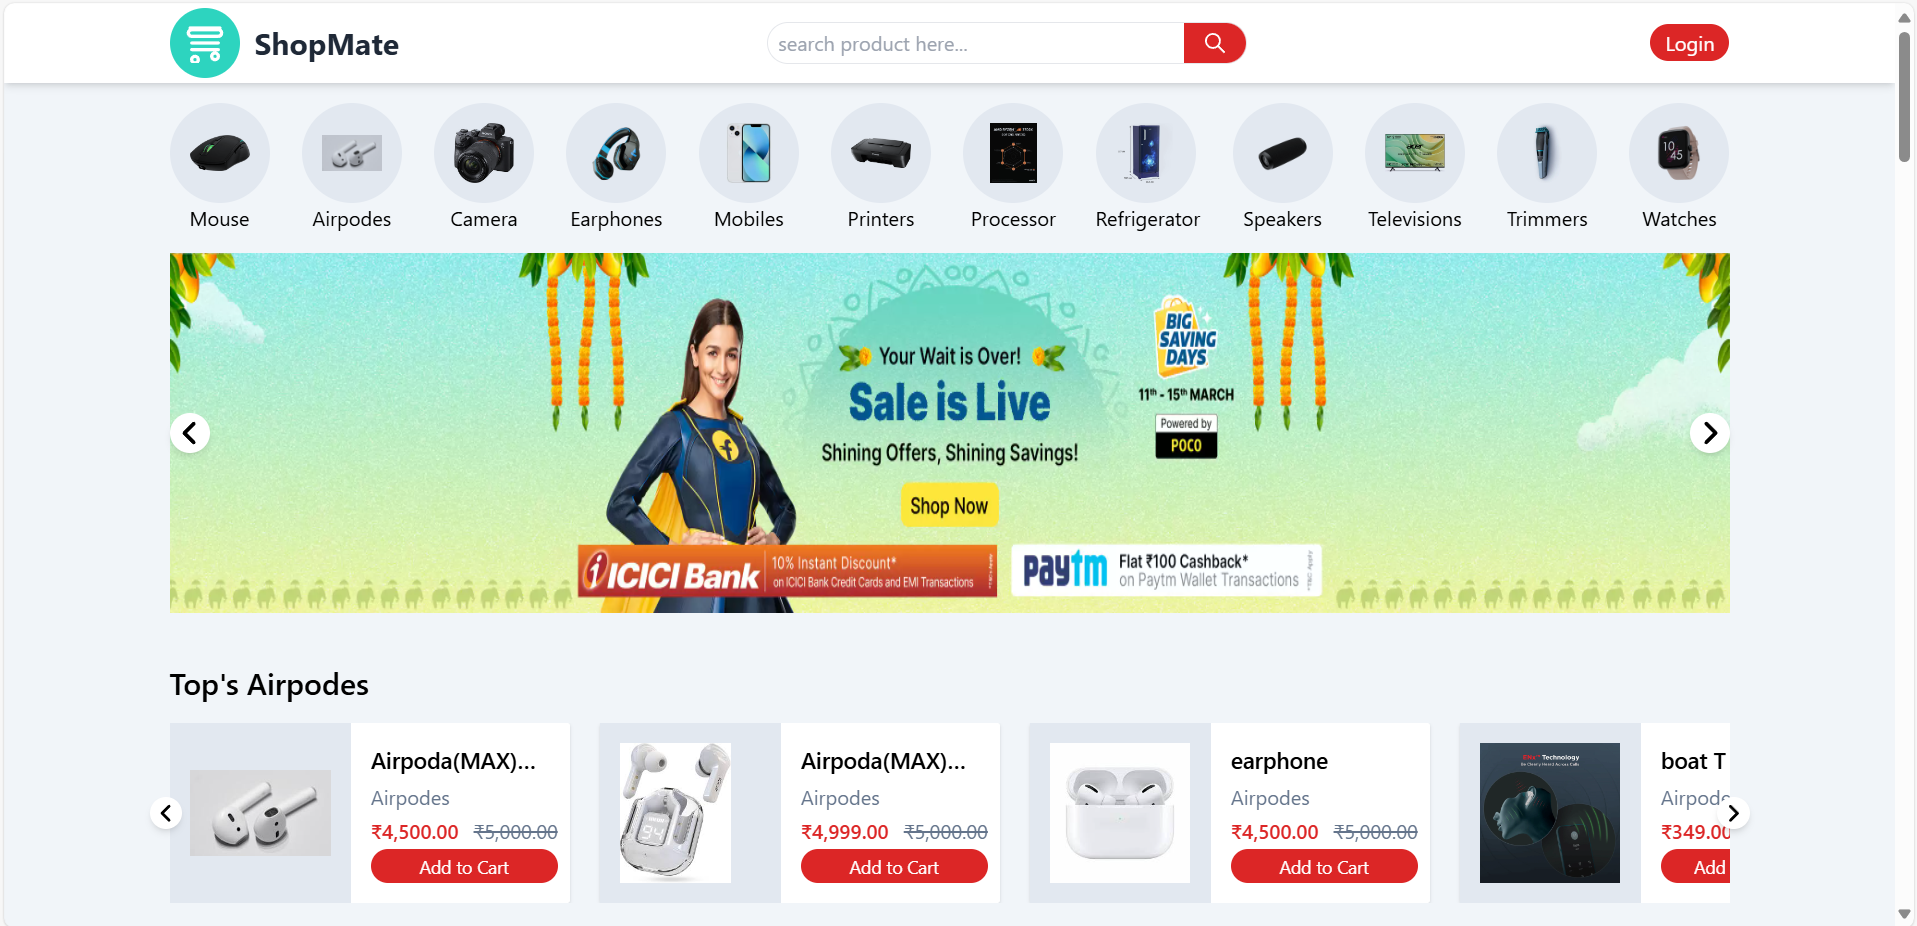 ShopMate
search product here...
Login
Mouse
Airpodes
Camera
Earphones
Mobiles
Printers
Processor
Refrigerator
Speakers
Televisions
Trimmers
Watches
Your Wait is Over!
Sale is Live
Shining Offers, Shining Savings!
Shop Now
BIG
SAVING
DAYS
11th - 15th MARCH
Powered by
POCO
ICICI Bank
10% Instant Discount*
on ICICI Bank Credit Cards and EMI Transactions
paytm
Flat ₹100 Cashback*
on Paytm Wallet Transactions
*T&C Apply
Top's Airpodes
Airpoda(MAX)...
Airpodes
₹4,500.00 ₹5,000.00
Add to Cart
Airpoda(MAX)...
Airpodes
₹4,999.00 ₹5,000.00
Add to Cart
earphone
Airpodes
₹4,500.00 ₹5,000.00
Add to Cart
Technology
boat T
Airpode
₹349.00
Add